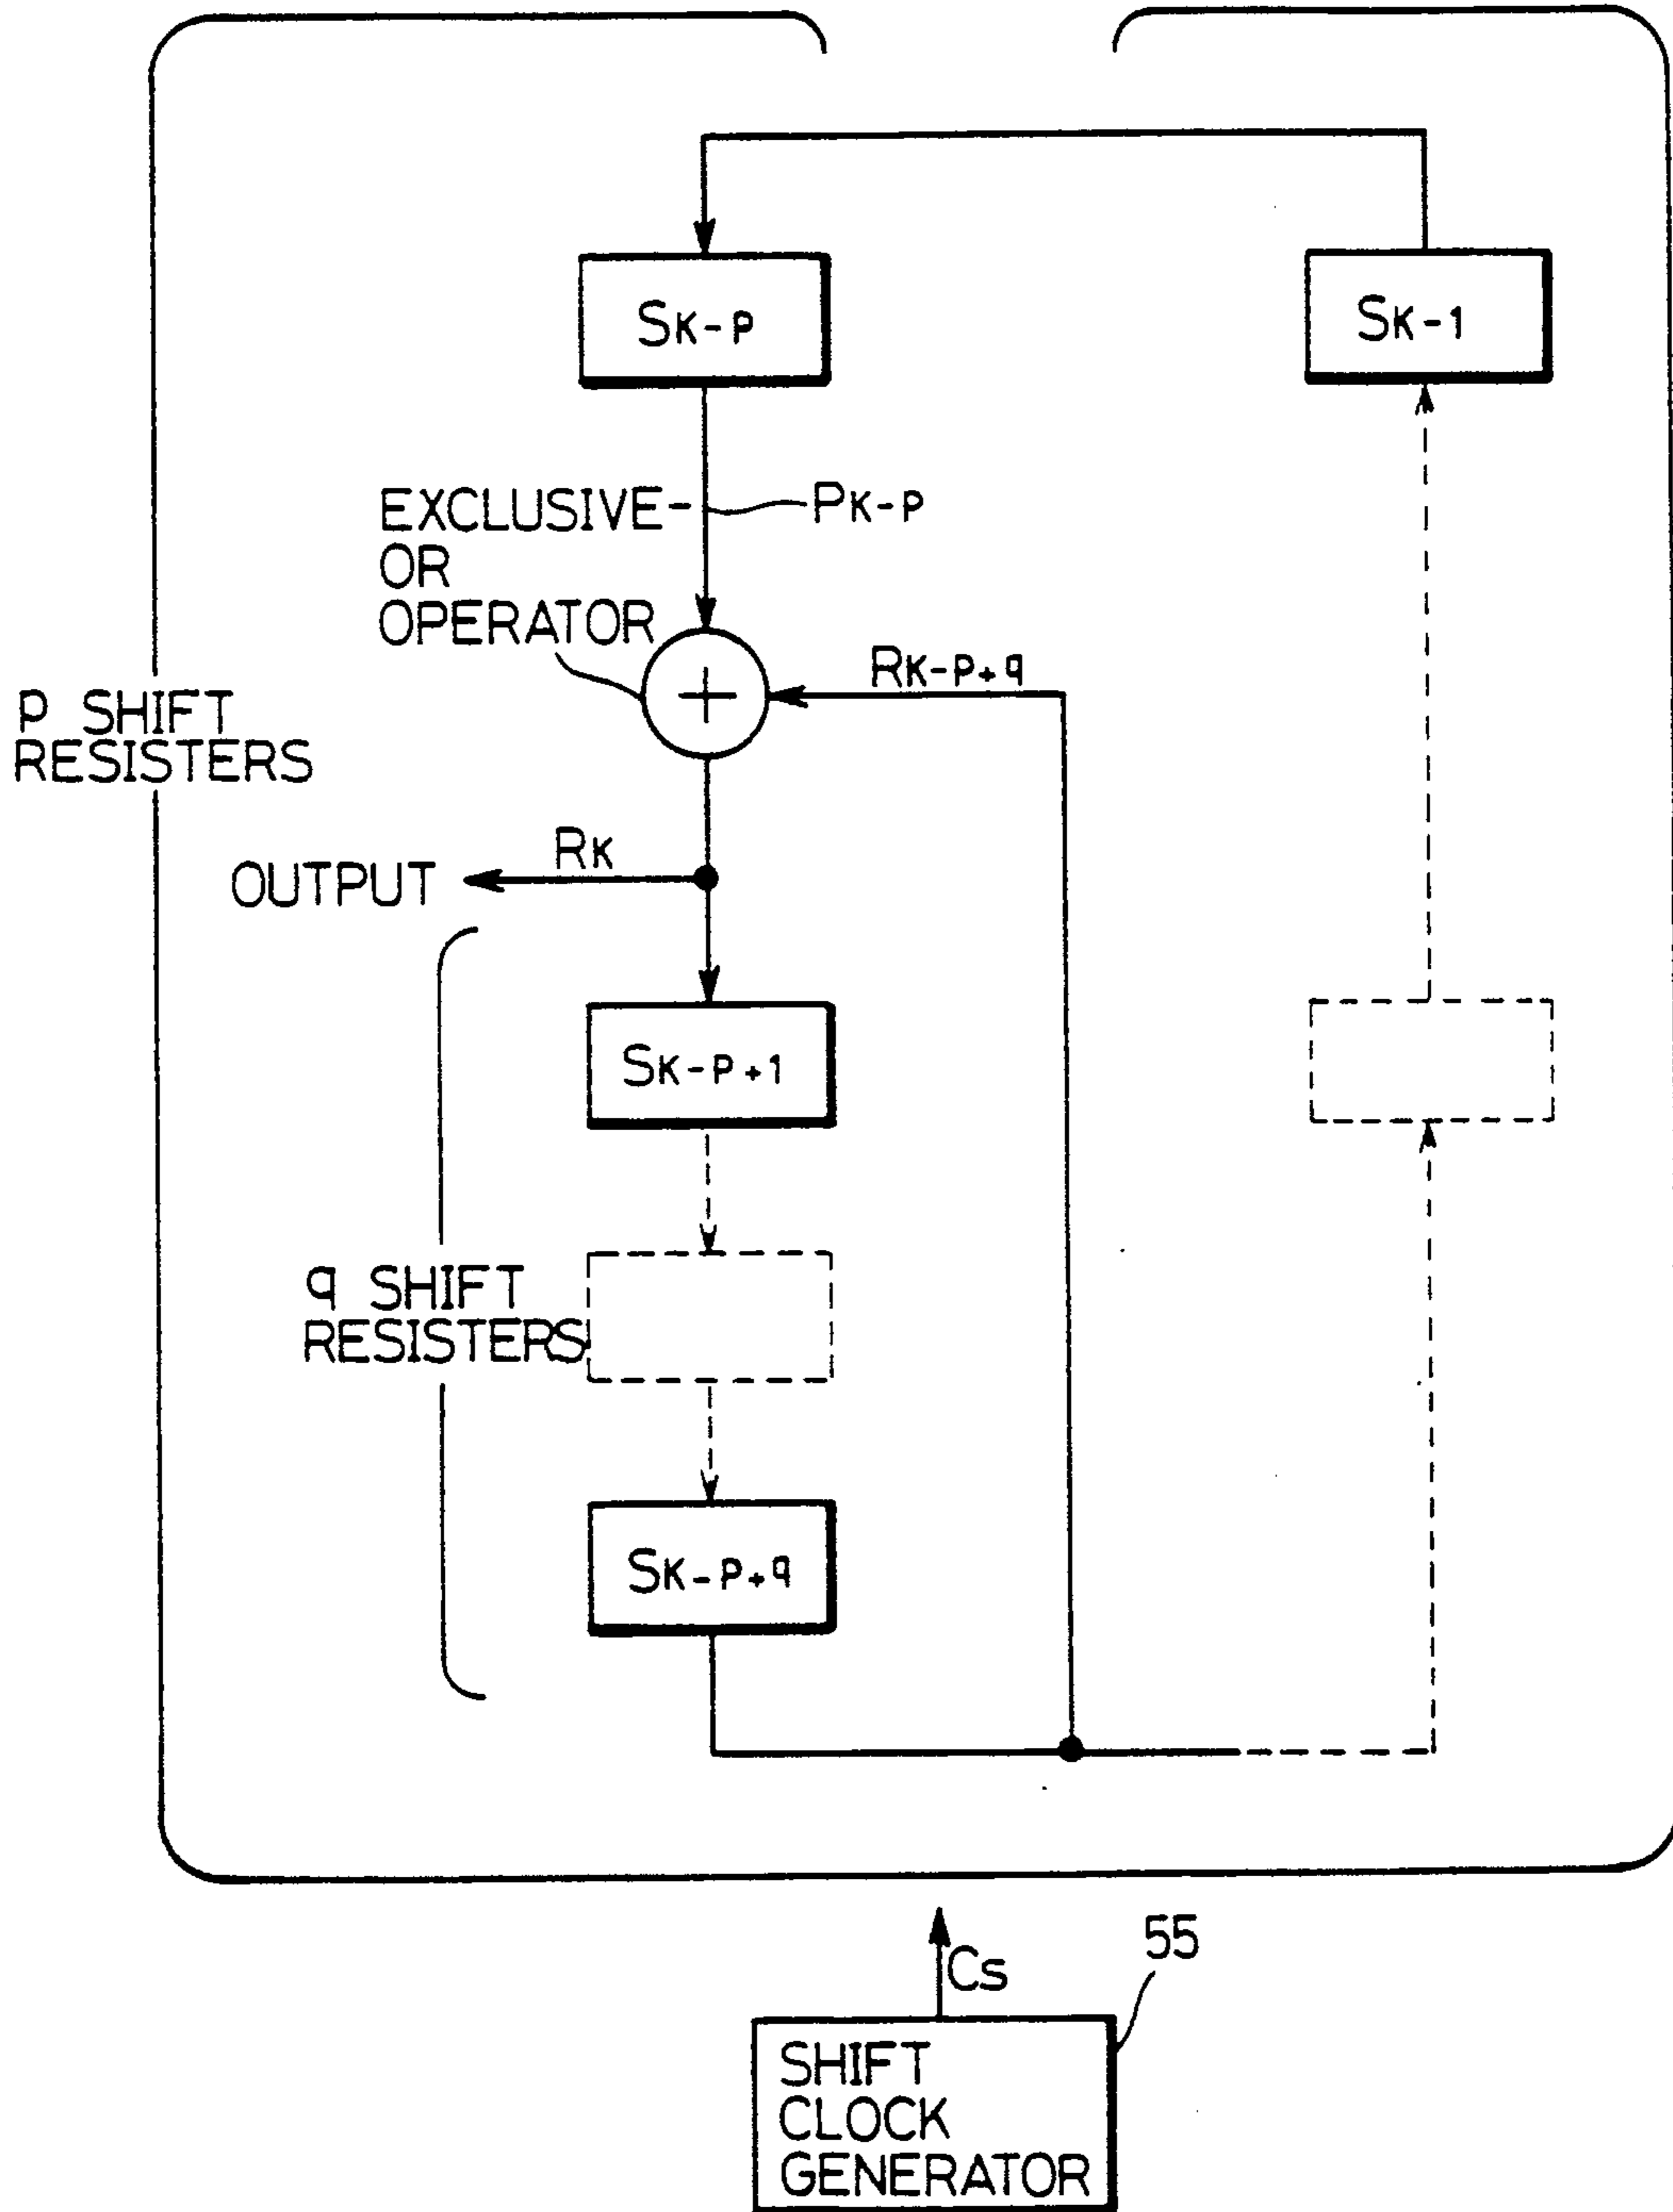 SK-P
SK-1
EXCLUSIVE-
OR
OPERATOR
PK-P
RK-P+q
P SHIFT
RESISTERS
RK
OUTPUT
SK-P+1
q SHIFT
RESISTERS
SK-P+q
Cs
55
SHIFT
CLOCK
GENERATOR